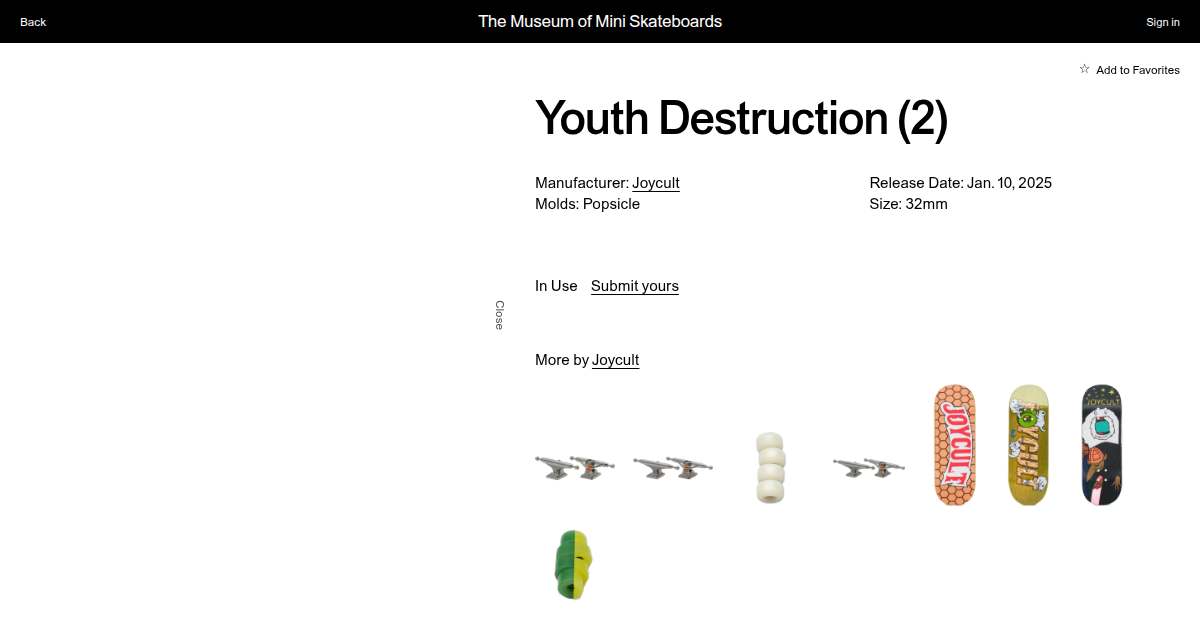 Back
The Museum of Mini Skateboards
Sign in
☆ Add to Favorites
Youth Destruction (2)
Manufacturer: Joycult
Molds: Popsicle
Release Date: Jan. 10, 2025
Size: 32mm
In Use Submit yours
Close
More by Joycult
JOYCULT
JOYCULT
JOYCULT